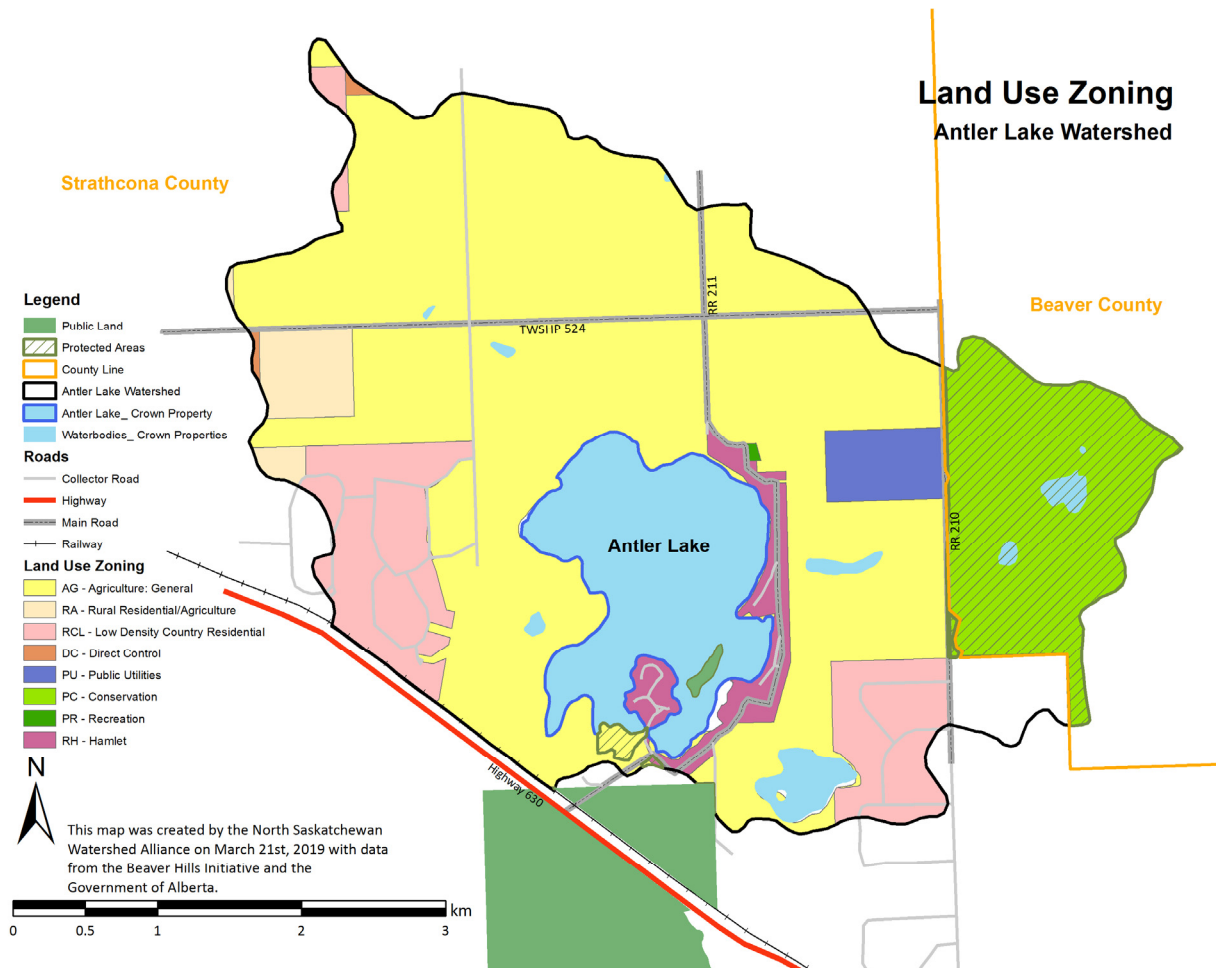 Land Use Zoning
Antler Lake Watershed
Strathcona County
Beaver County
RR 211
TWSHP 524
RR 210
Antler Lake
Highway 630
Legend
Public Land
Protected Areas
County Line
Antler Lake Watershed
Antler Lake_ Crown Property
Waterbodies_ Crown Properties
Roads
Collector Road
Highway
Main Road
Railway
Land Use Zoning
AG - Agriculture: General
RA - Rural Residential/Agriculture
RCL - Low Density Country Residential
DC - Direct Control
PU - Public Utilities
PC - Conservation
PR - Recreation
RH - Hamlet
N
This map was created by the North Saskatchewan
Watershed Alliance on March 21st, 2019 with data
from the Beaver Hills Initiative and the
Government of Alberta.
km
0 0.5 1 2 3